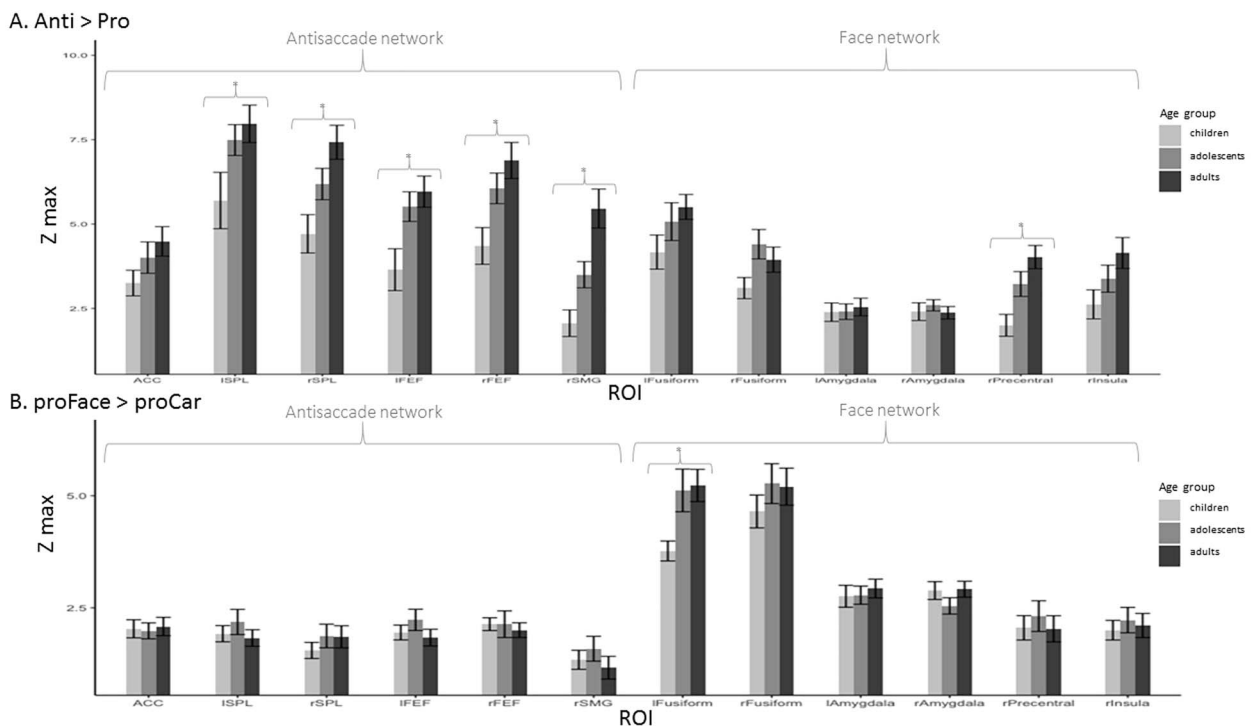 A. Anti > Pro
Antisaccade network
Face network
10.0
7.5
5.0
2.5
Z max
Age group
children
adolescents
adults
ACC lSPL rSPL lFEF rFEF rSMG lFusiform rFusiform lAmygdala rAmygdala rPrecentral rInsula
ROI
B. proFace > proCar
Antisaccade network
Face network
5.0
2.5
Z max
Age group
children
adolescents
adults
ACC lSPL rSPL lFEF rFEF rSMG lFusiform rFusiform lAmygdala rAmygdala rPrecentral rInsula
ROI